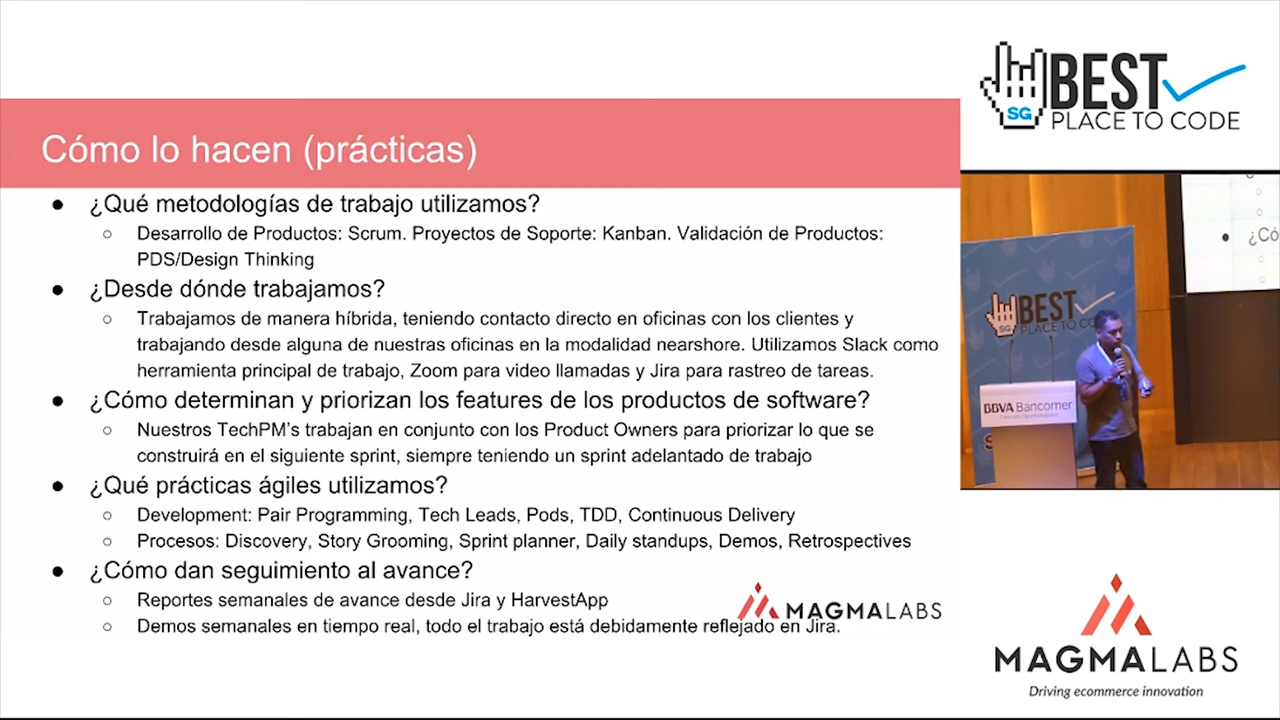 Cómo lo hacen (prácticas)
● ¿Qué metodologías de trabajo utilizamos?
○ Desarrollo de Productos: Scrum. Proyectos de Soporte: Kanban. Validación de Productos:
PDS/Design Thinking
● ¿Desde dónde trabajamos?
○ Trabajamos de manera híbrida, teniendo contacto directo en oficinas con los clientes y
trabajando desde alguna de nuestras oficinas en la modalidad nearshore. Utilizamos Slack como
herramienta principal de trabajo, Zoom para video llamadas y Jira para rastreo de tareas.
● ¿Cómo determinan y priorizan los features de los productos de software?
○ Nuestros TechPM's trabajan en conjunto con los Product Owners para priorizar lo que se
construirá en el siguiente sprint, siempre teniendo un sprint adelantado de trabajo
● ¿Qué prácticas ágiles utilizamos?
○ Development: Pair Programming, Tech Leads, Pods, TDD, Continuous Delivery
○ Procesos: Discovery, Story Grooming, Sprint planner, Daily standups, Demos, Retrospectives
● ¿Cómo dan seguimiento al avance?
○ Reportes semanales de avance desde Jira y HarvestApp
○ Demos semanales en tiempo real, todo el trabajo está debidamente reflejado en Jira.
MAGMALABS
SG
BEST
PLACE TO CODE
¿Có
SG
BEST
PLACE TO CO
BBVA Bancomer
MAGMALABS
Driving ecommerce innovation